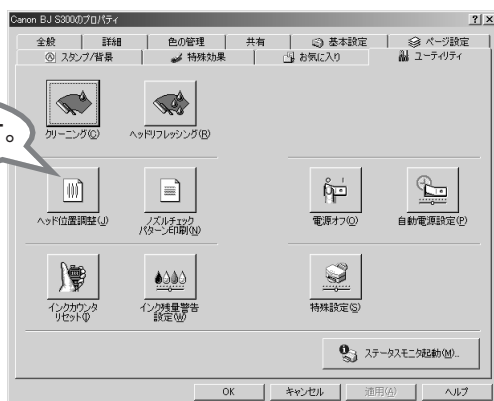 Canon BJ S300のプロパティ
全般 詳細 色の管理 共有 基本設定 ページ設定
スタンプ/背景 特殊効果 お気に入り ユーティリティ
クリーニング(C) ヘッドリフレッシング(R)
。
ヘッド位置調整(J) ノズルチェック
パターン印刷(N) 電源オフ(O) 自動電源設定(P)
インクカウンタ
リセット(I) インク残量警告
設定(W) 特殊設定(S)
ステータスモニタ起動(M)...
OK キャンセル 適用(A) ヘルプ